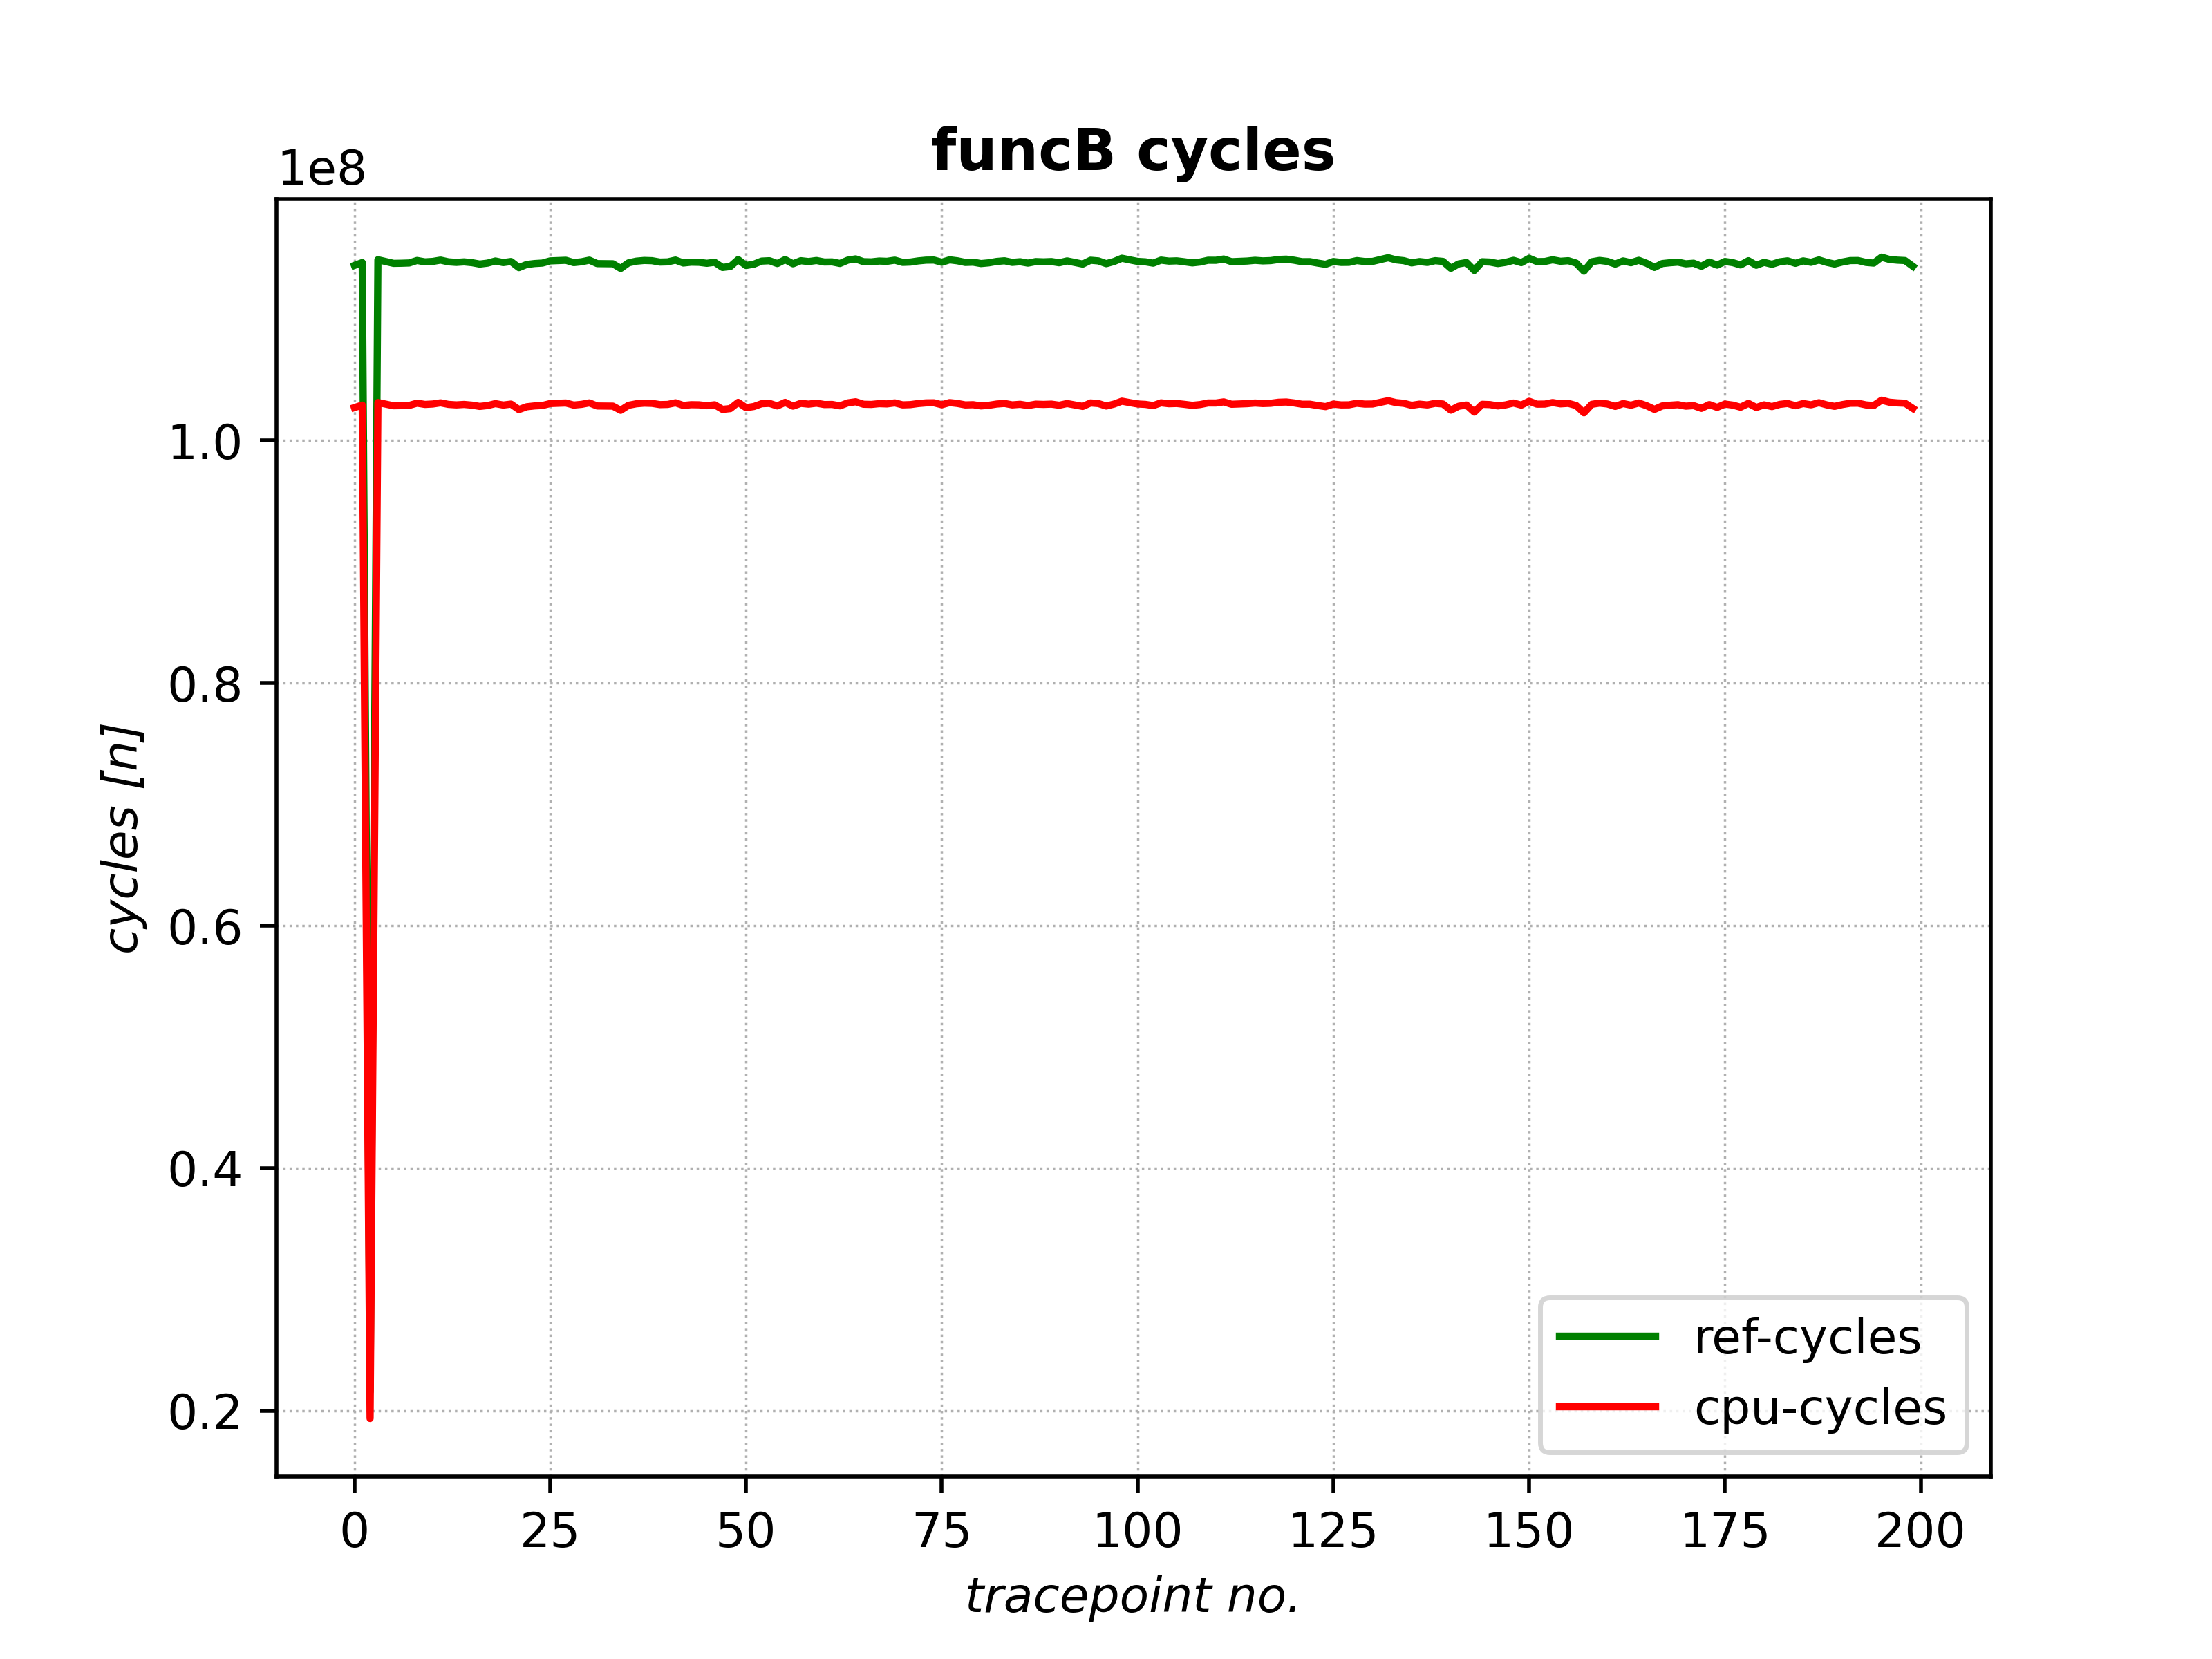 funcB cycles
1e8
1.0
0.8
0.6
0.4
0.2
cycles [n]
0 25 50 75 100 125 150 175 200
tracepoint no.
ref-cycles
cpu-cycles